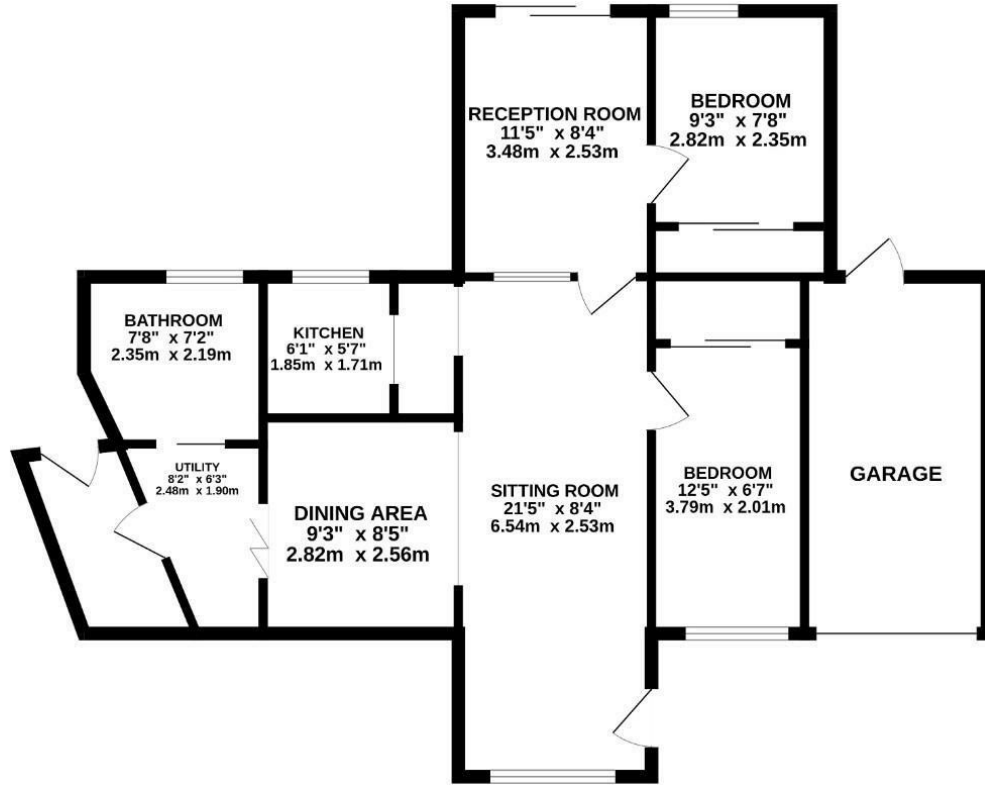 RECEPTION ROOM
11'5" x 8'4"
3.48m x 2.53m
BEDROOM
9'3" x 7'8"
2.82m x 2.35m
BATHROOM
7'8" x 7'2"
2.35m x 2.19m
KITCHEN
6'1" x 5'7"
1.85m x 1.71m
UTILITY
8'2" x 6'3"
2.48m x 1.90m
DINING AREA
9'3" x 8'5"
2.82m x 2.56m
SITTING ROOM
21'5" x 8'4"
6.54m x 2.53m
BEDROOM
12'5" x 6'7"
3.79m x 2.01m
GARAGE